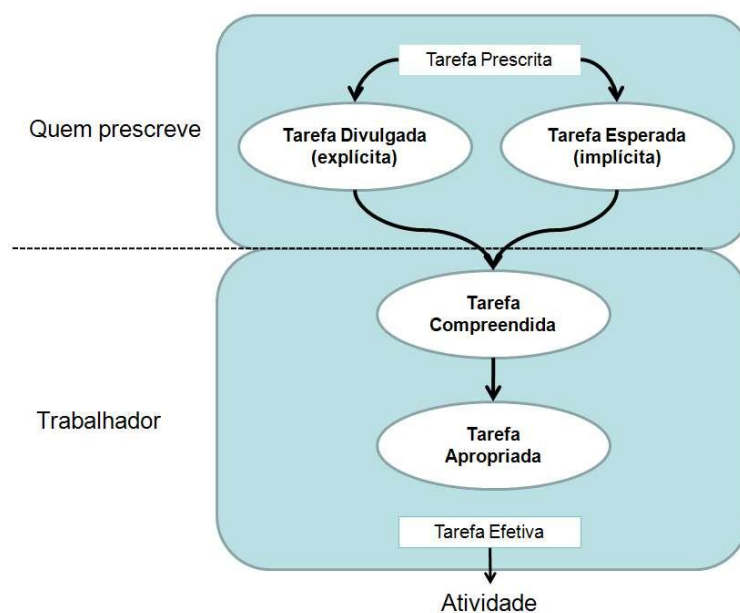 Tarefa Prescrita
Quem prescreve
Tarefa Divulgada
(explícita)
Tarefa Esperada
(implícita)
Tarefa
Compreendida
Trabalhador
Tarefa
Apropriada
Tarefa Efetiva
Atividade